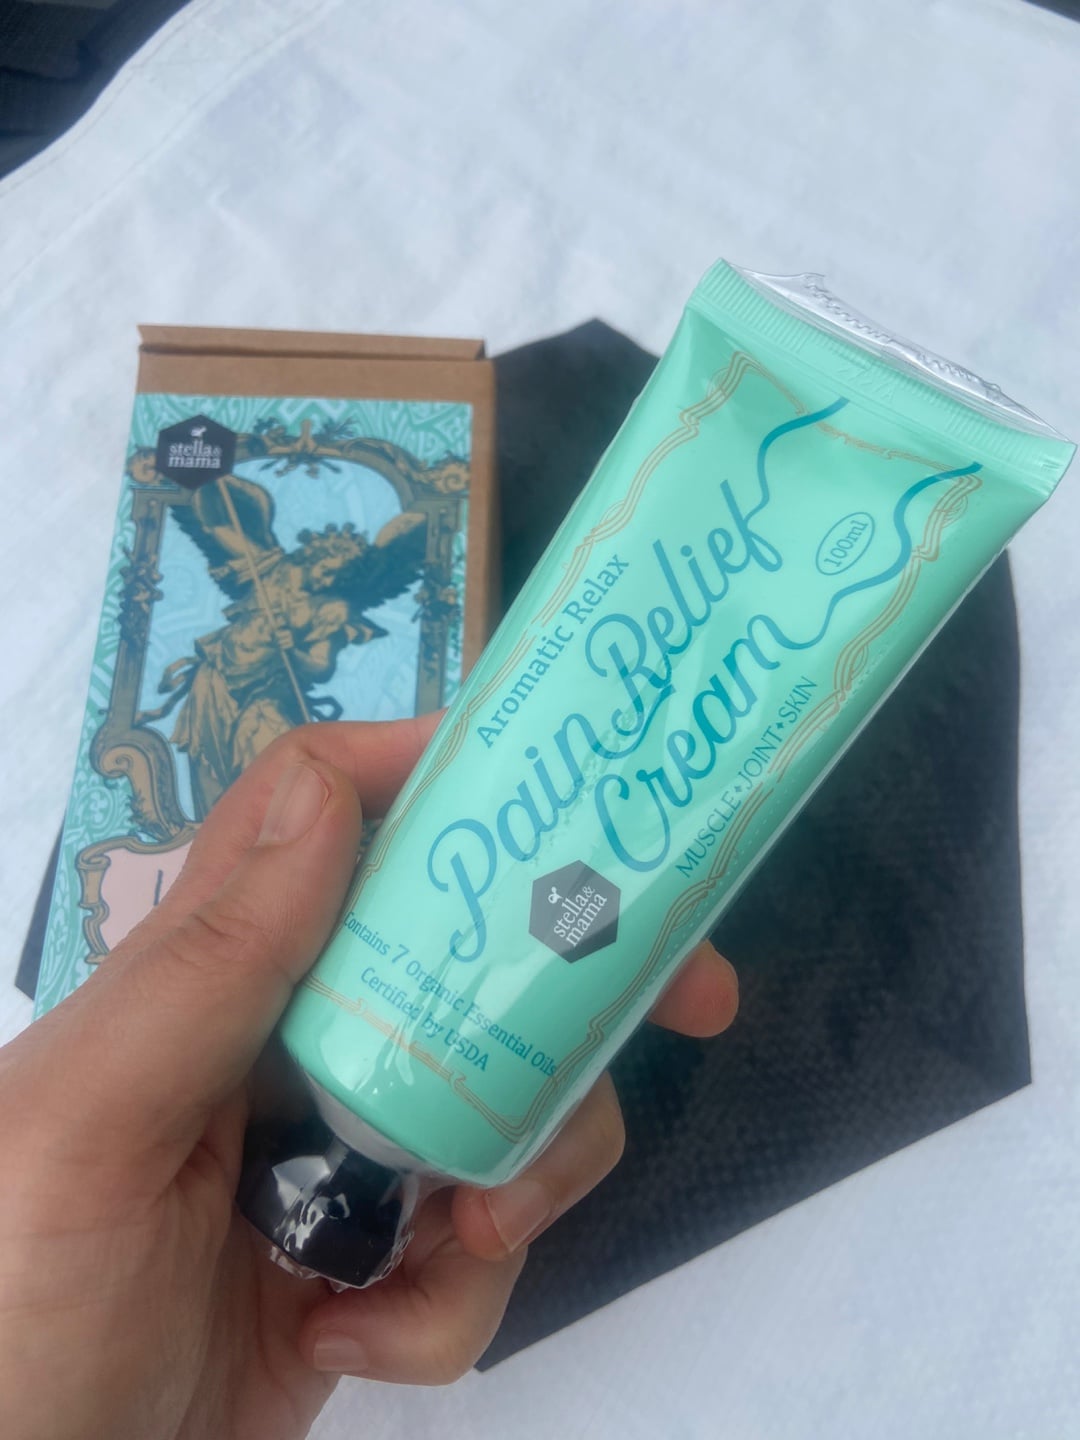 stella&
mama
Aromatic Relax
Pain Relief
Cream
100ml
MUSCLE✦JOINT✦SKIN
stella&
mama
Contains 7 Organic Essential Oils
Certified by USDA